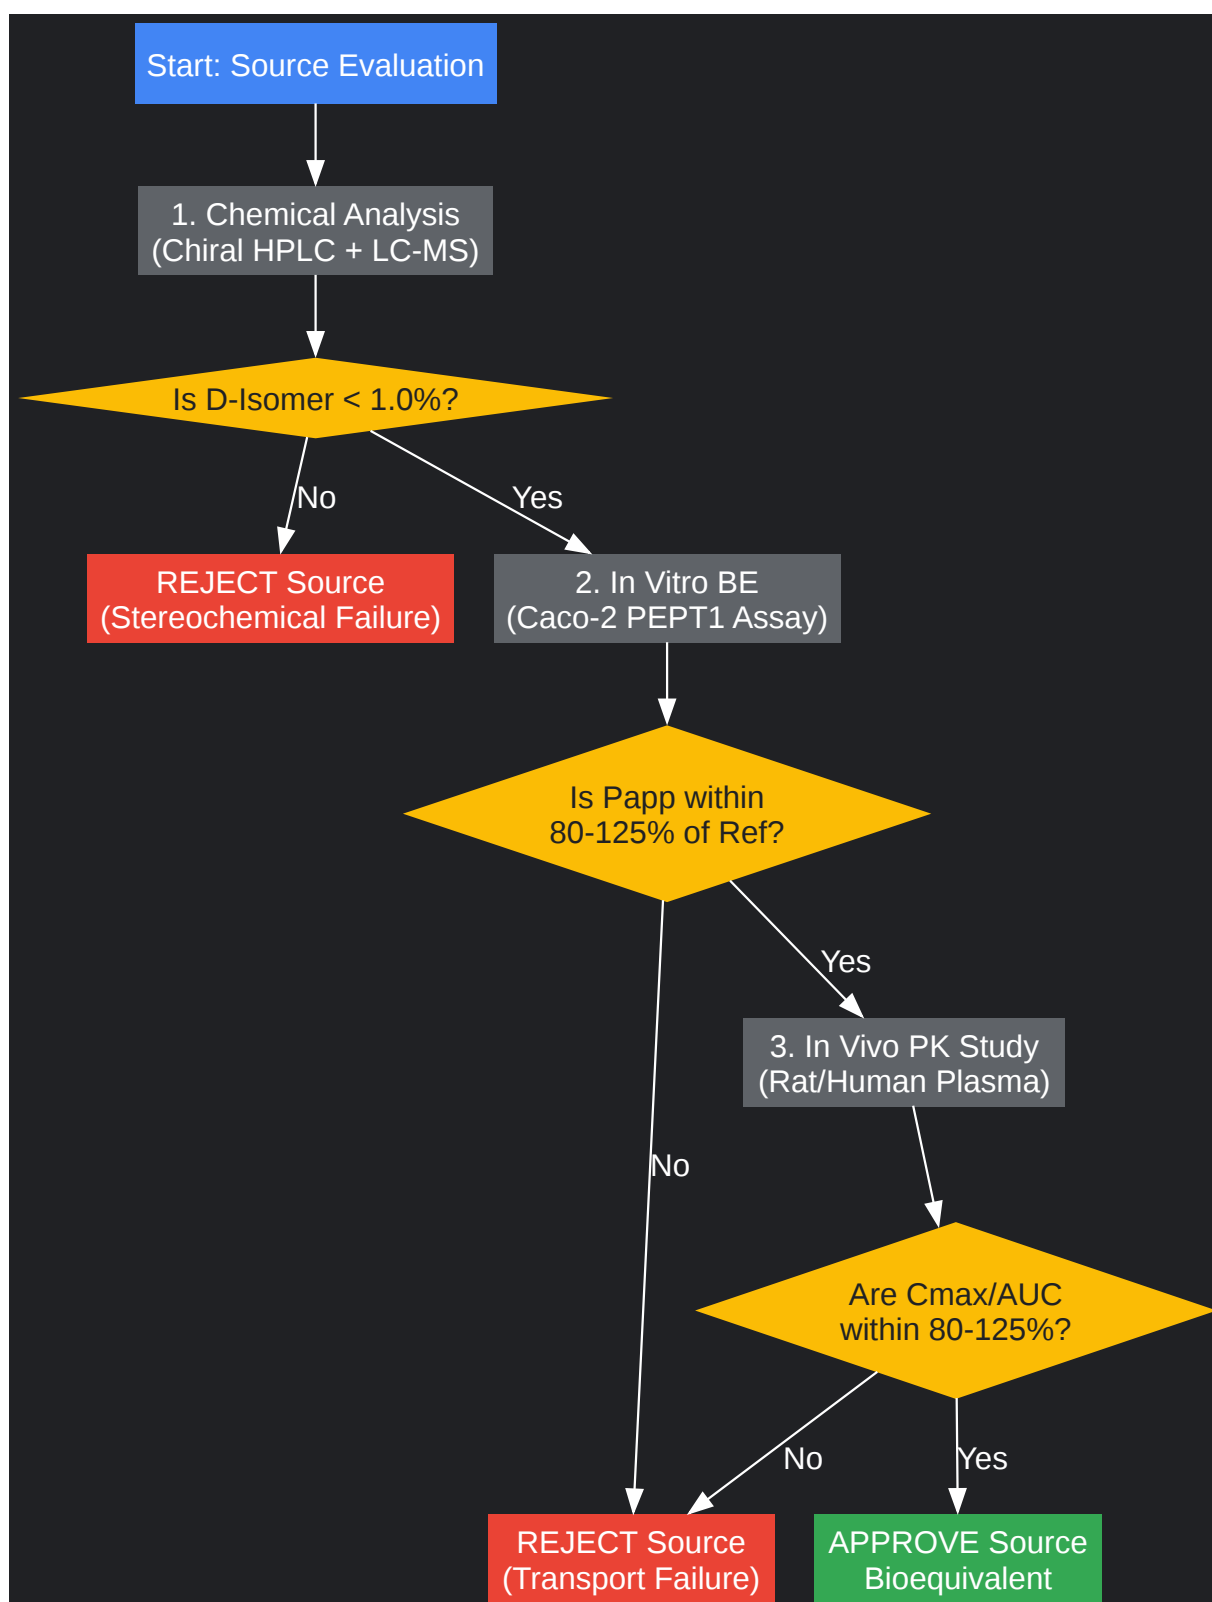 Start: Source Evaluation
1. Chemical Analysis
(Chiral HPLC + LC-MS)
Is D-Isomer < 1.0%?
No
Yes
REJECT Source
(Stereochemical Failure)
2. In Vitro BE
(Caco-2 PEPT1 Assay)
Is Papp within
80-125% of Ref?
Yes
3. In Vivo PK Study
(Rat/Human Plasma)
No
Are Cmax/AUC
within 80-125%?
No
Yes
REJECT Source
(Transport Failure)
APPROVE Source
Bioequivalent